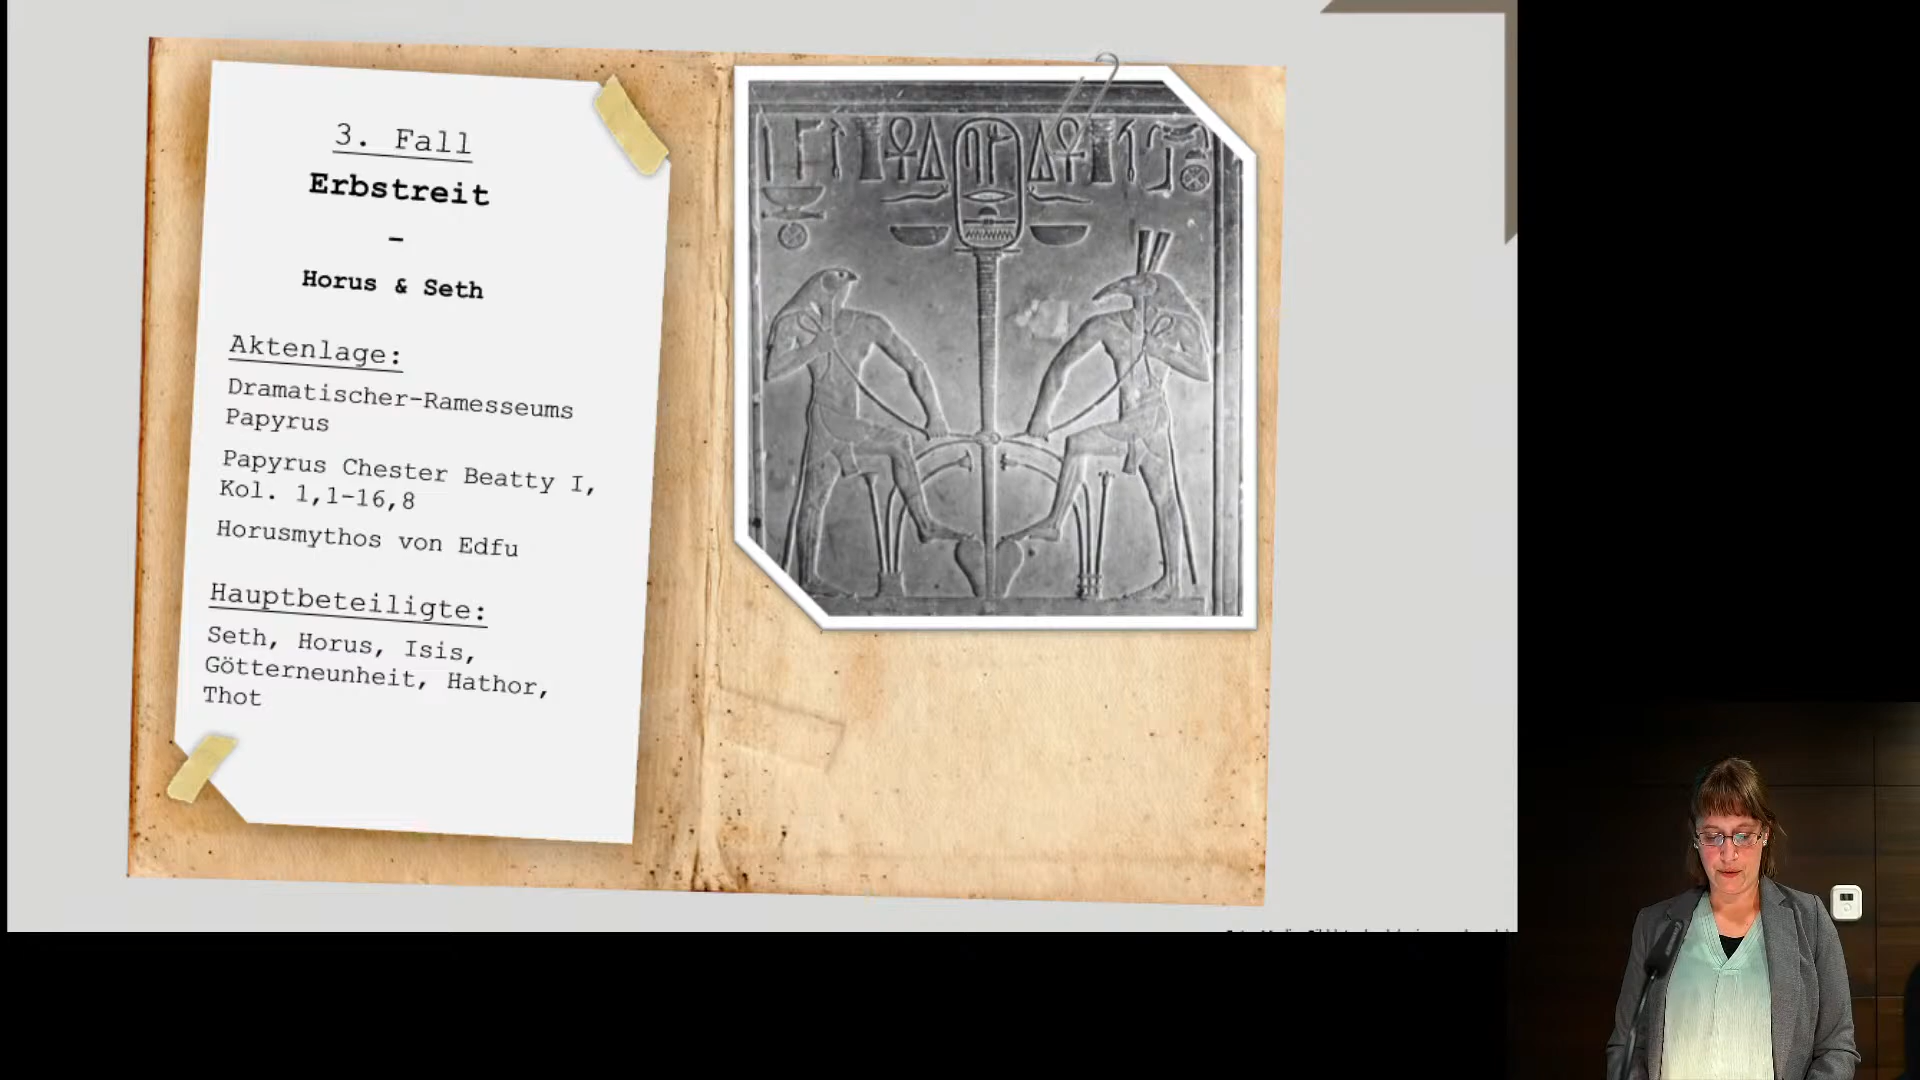 3. Fall
Erbstreit
–
Horus & Seth
Aktenlage:
Dramatischer-Ramesseums
Papyrus
Papyrus Chester Beatty I,
Kol. 1,1-16,8
Horusmythos von Edfu
Hauptbeteiligte:
Seth, Horus, Isis,
Götterneunheit, Hathor,
Thot